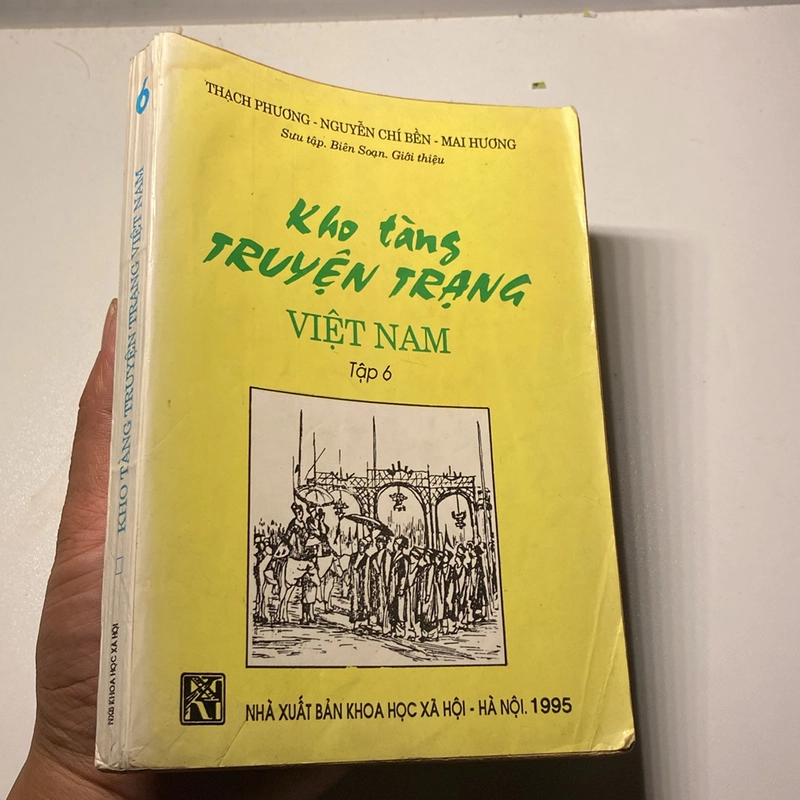 THẠCH PHƯƠNG - NGUYỄN CHÍ BỀN - MAI HƯƠNG
Sưu tập. Biên Soạn. Giới thiệu
Kho tàng
TRUYỆN TRẠNG
VIỆT NAM
Tập 6
NHÀ XUẤT BẢN KHOA HỌC XÃ HỘI - HÀ NỘI. 1995
6
KHO TÀNG TRUYỆN TRẠNG VIỆT NAM
NXB KHOA HỌC XÃ HỘI